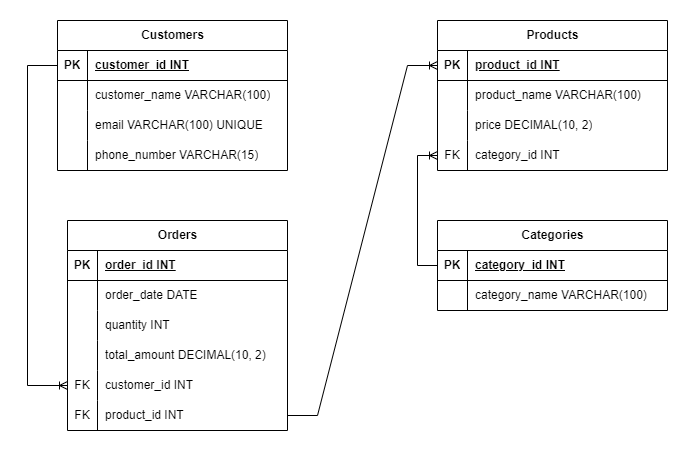 Customers
PK customer_id INT
customer_name VARCHAR(100)
email VARCHAR(100) UNIQUE
phone_number VARCHAR(15)
Products
PK product_id INT
product_name VARCHAR(100)
price DECIMAL(10, 2)
FK category_id INT
Orders
PK order_id INT
order_date DATE
quantity INT
total_amount DECIMAL(10, 2)
FK customer_id INT
FK product_id INT
Categories
PK category_id INT
category_name VARCHAR(100)